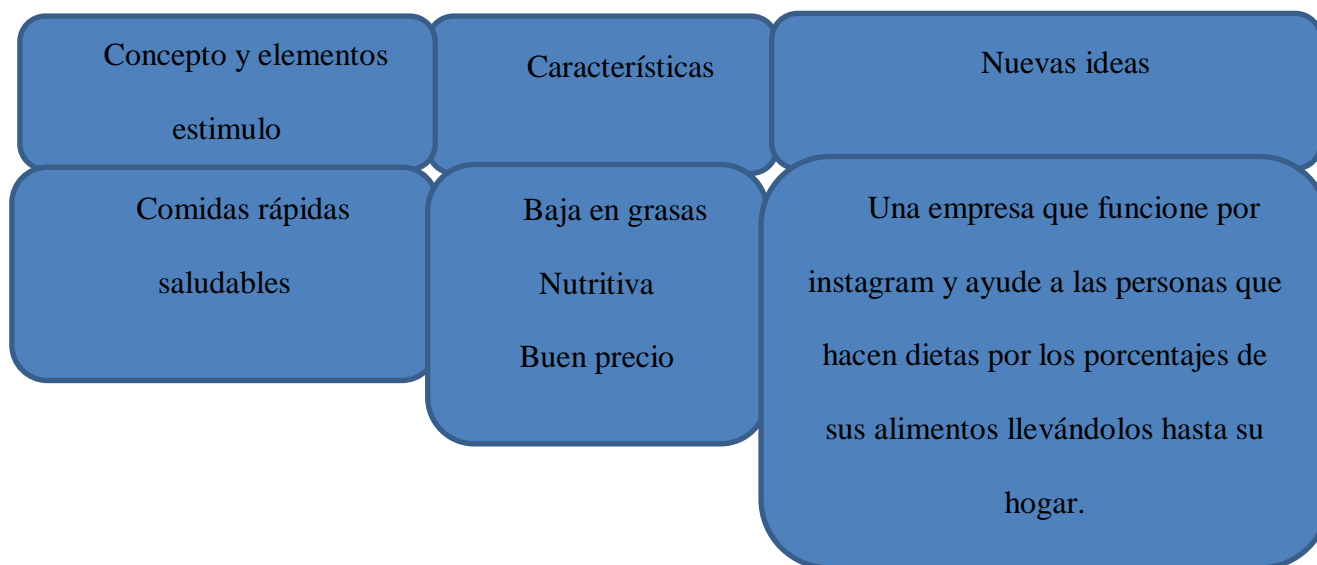 Concepto y elementos
estimulo
Características
Nuevas ideas
Comidas rápidas
saludables
Baja en grasas
Nutritiva
Buen precio
Una empresa que funcione por
instagram y ayude a las personas que
hacen dietas por los porcentajes de
sus alimentos llevándolos hasta su
hogar.